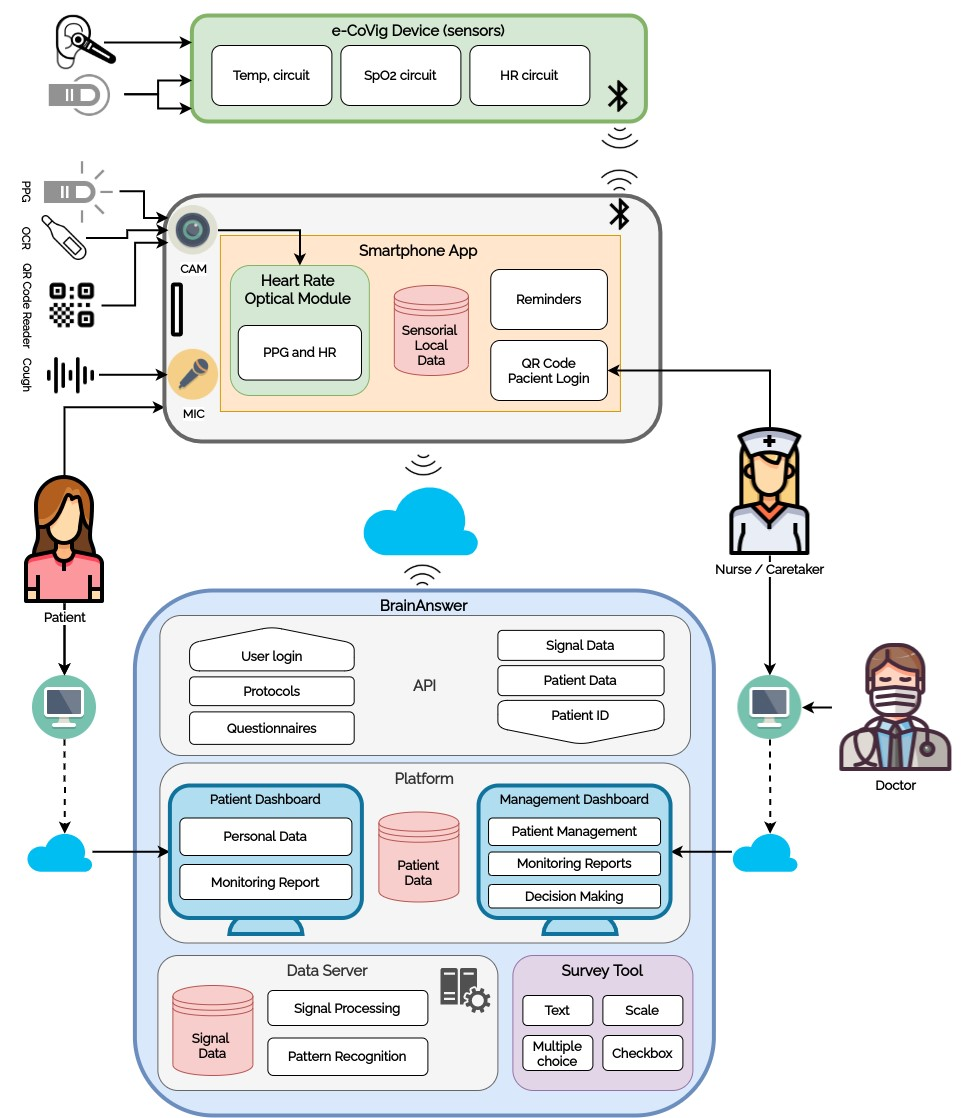 e-CoVig Device (sensors)
Temp, circuit
SpO2 circuit
HR circuit
PPG
OCR
QR Code Reader
Cough
CAM
MIC
Smartphone App
Heart Rate
Optical Module
PPG and HR
Sensorial
Local
Data
Reminders
QR Code
Pacient Login
Patient
Nurse / Caretaker
Doctor
BrainAnswer
API
User login
Protocols
Questionnaires
Signal Data
Patient Data
Patient ID
Platform
Patient Dashboard
Personal Data
Monitoring Report
Patient
Data
Management Dashboard
Patient Management
Monitoring Reports
Decision Making
Data Server
Signal
Data
Signal Processing
Pattern Recognition
Survey Tool
Text
Scale
Multiple
choice
Checkbox